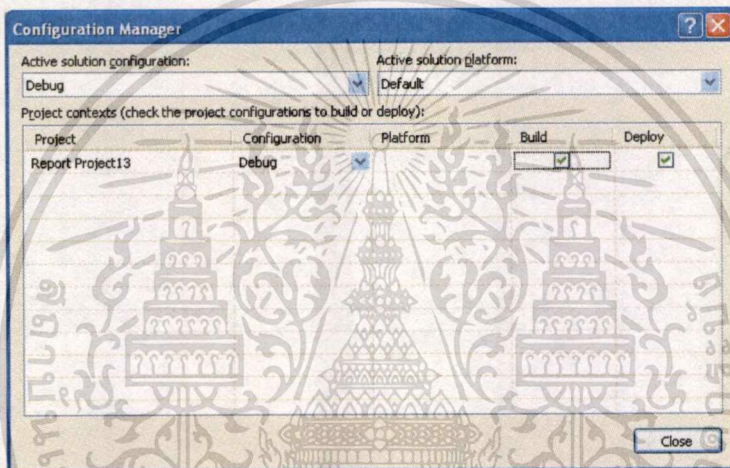 Configuration Manager
Active solution configuration:
Active solution platform:
Debug
Default
Project contexts (check the project configurations to build or deploy):
Project Configuration Platform Build Deploy
Report Project13 Debug
Close